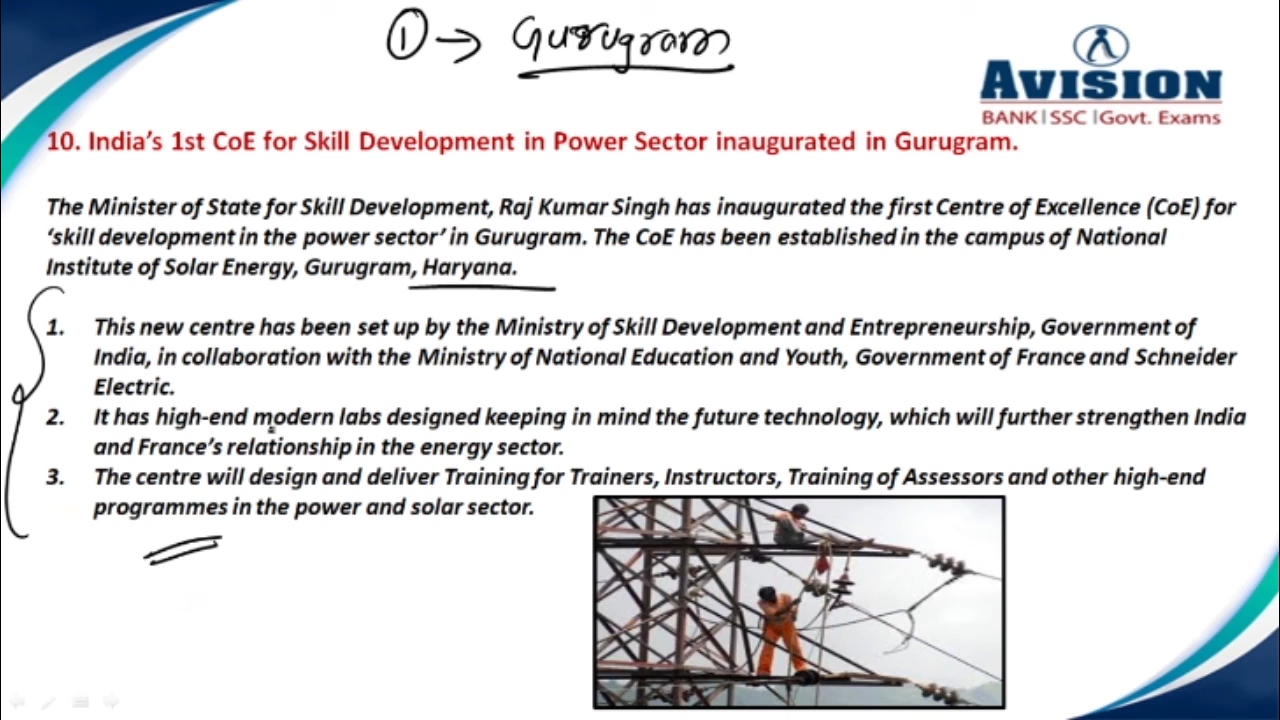 ① → Gurugram
AVISION
BANK | SSC | Govt. Exams
10. India's 1st CoE for Skill Development in Power Sector inaugurated in Gurugram.
The Minister of State for Skill Development, Raj Kumar Singh has inaugurated the first Centre of Excellence (CoE) for
'skill development in the power sector' in Gurugram. The CoE has been established in the campus of National
Institute of Solar Energy, Gurugram, Haryana.
1. This new centre has been set up by the Ministry of Skill Development and Entrepreneurship, Government of
India, in collaboration with the Ministry of National Education and Youth, Government of France and Schneider
Electric.
2. It has high-end modern labs designed keeping in mind the future technology, which will further strengthen India
and France's relationship in the energy sector.
3. The centre will design and deliver Training for Trainers, Instructors, Training of Assessors and other high-end
programmes in the power and solar sector.